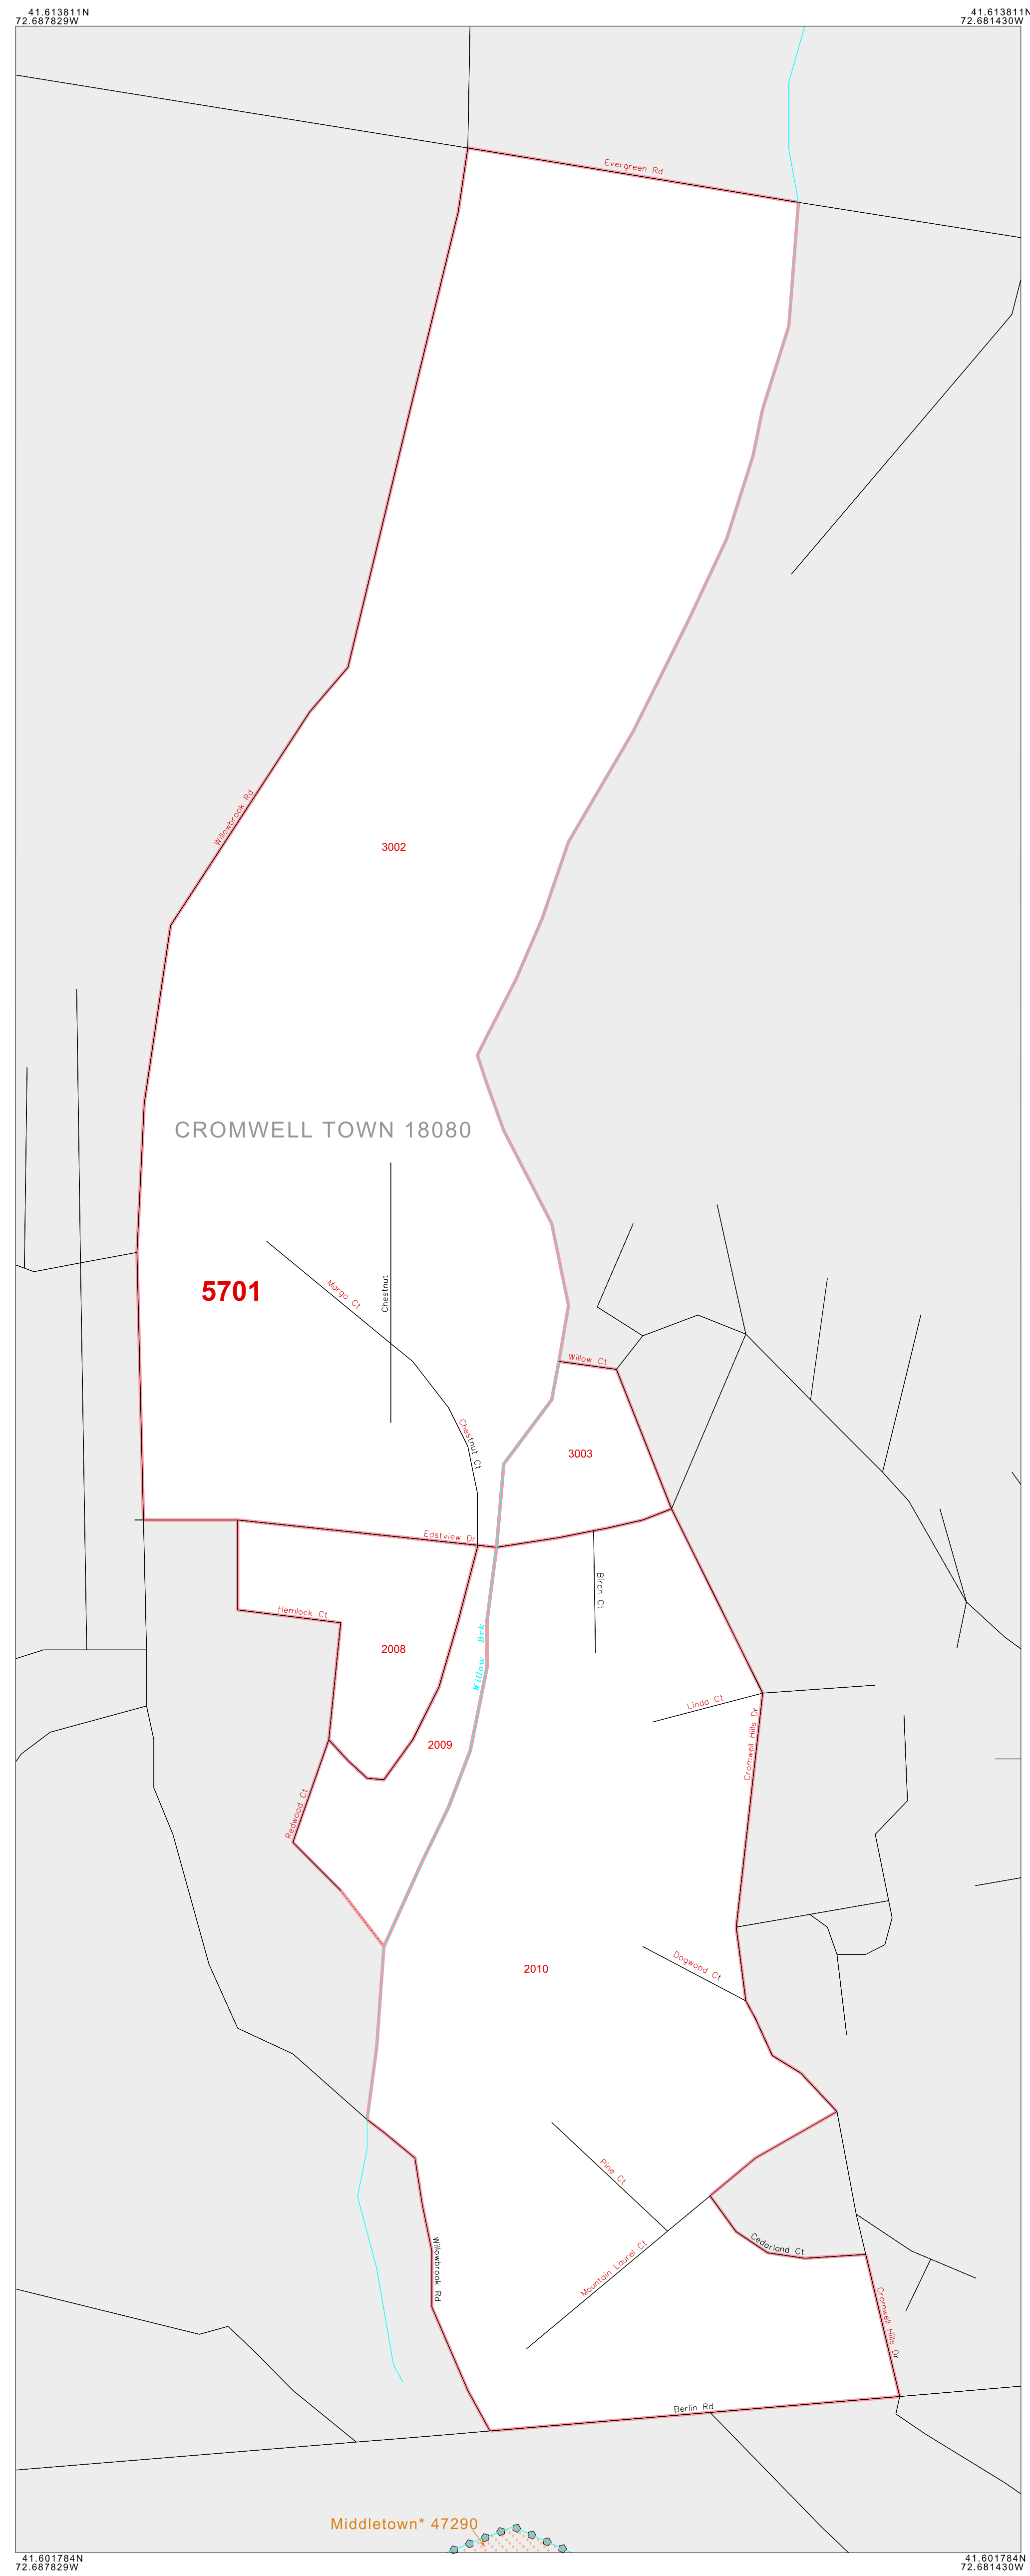 41.613811N
72.687829W
41.613811N
72.681430W
Evergreen Rd
Willowbrook Rd
3002
CROMWELL TOWN 18080
5701
Margo Ct
Chestnut
Willow Ct
Chestnut Ct
3003
Eastview Dr
Birch Ct
Hemlock Ct
Willow Brk
2008
Linda Ct
Cromwell Hills Dr
2009
Redwood Ct
Dogwood Ct
2010
Pine Ct
Cedarland Ct
Willowbrook Rd
Mountain Laurel Ct
Cromwell Hills Dr
Berlin Rd
Middletown* 47290
41.601784N
72.687829W
41.601784N
72.681430W